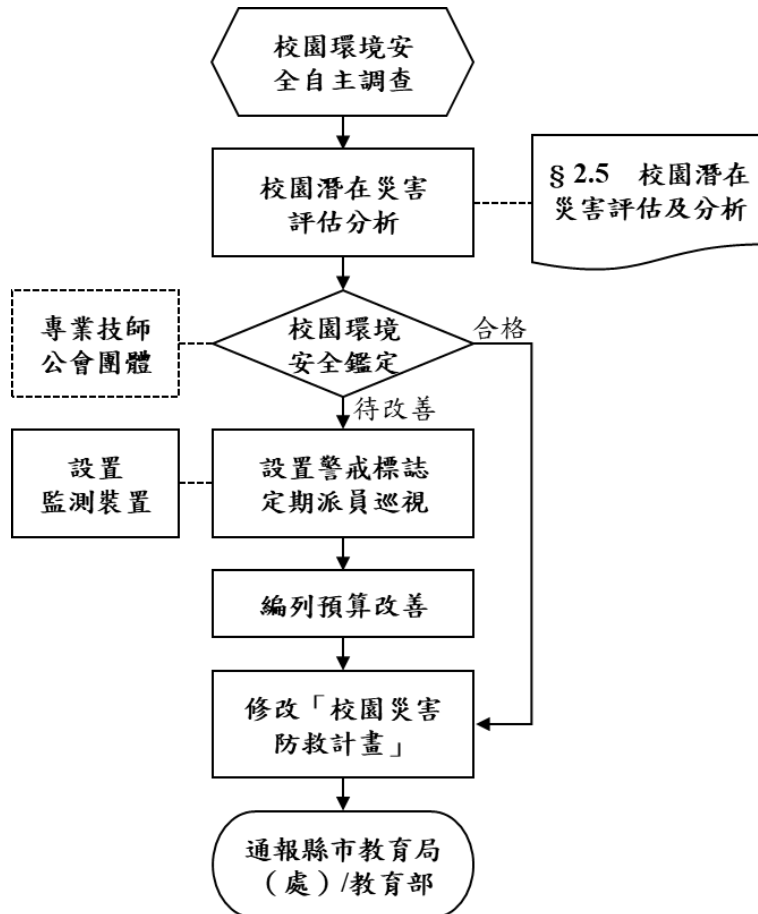 校園環境安
全自主調查
校園潛在災害
評估分析
§ 2.5 校園潛在
災害評估及分析
專業技師
公會團體
校園環境
安全鑑定
合格
待改善
設置
監測裝置
設置警戒標誌
定期派員巡視
編列預算改善
修改「校園災害
防救計畫」
通報縣市教育局
（處）/教育部